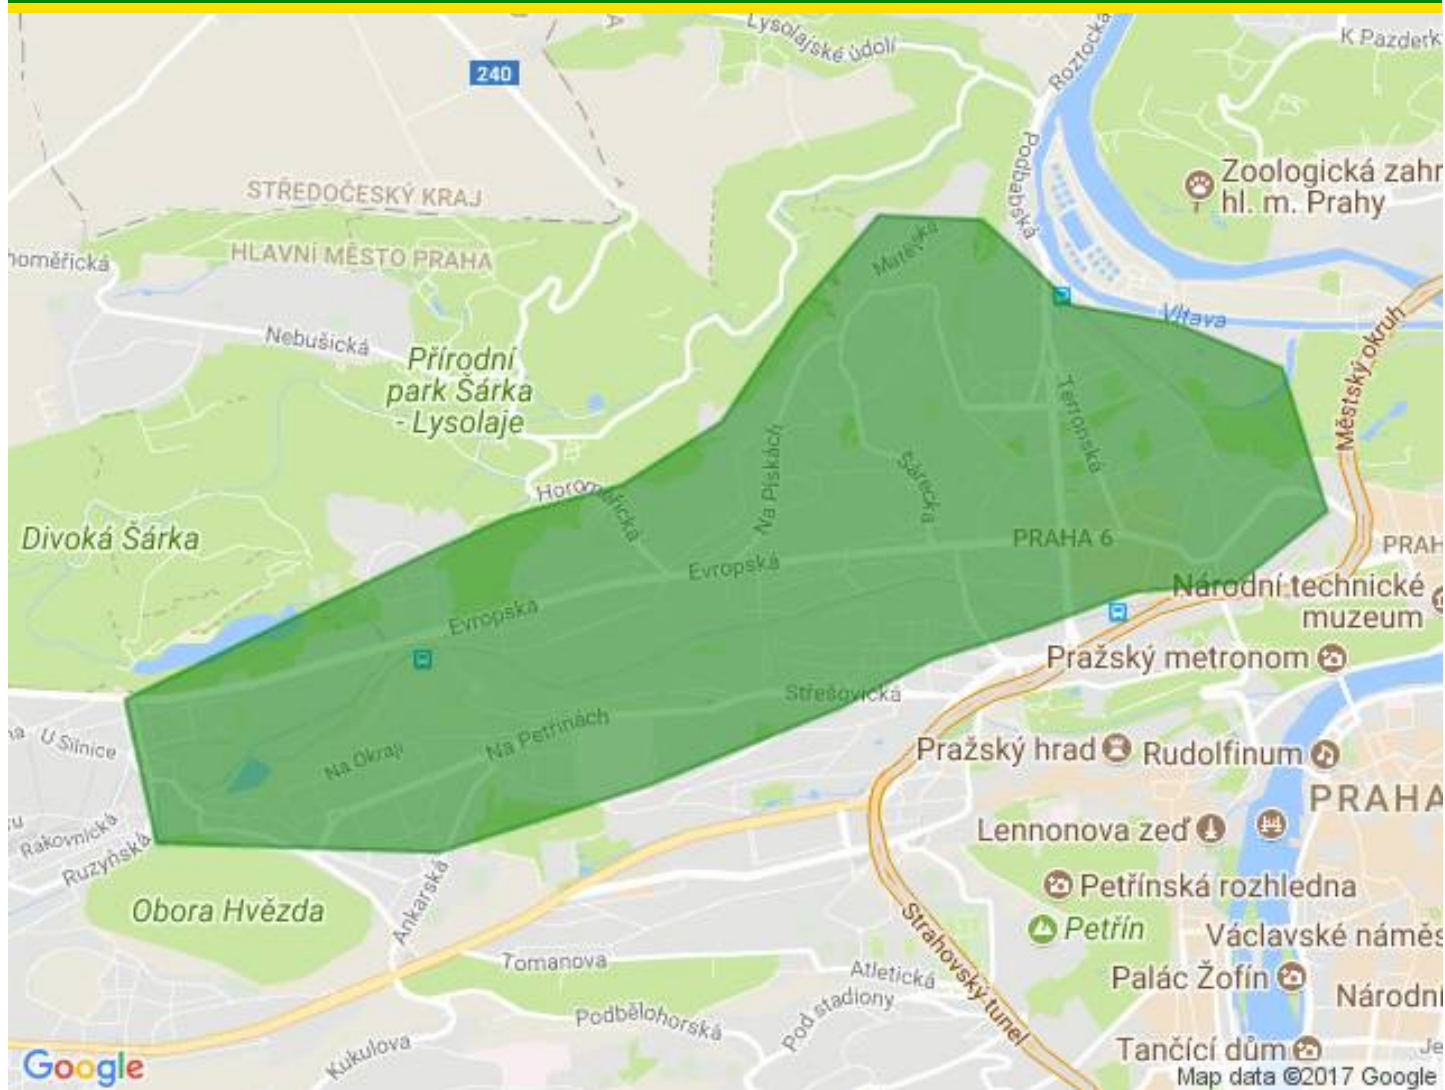 Lysolajské údolí
Roztocká
K Pazderk
240
Podbabská
Zoologická zahr
hl. m. Prahy
STŘEDOČESKÝ KRAJ
HLAVNÍ MĚSTO PRAHA
homěřická
Matějská
Vltava
Městský okruh
Nebušická
Přírodní
park Šárka
- Lysolaje
Terronská
Na Pískách
Šárecká
Horoměřická
Divoká Šárka
PRAHA 6
PRAH
Evropská
Národní technické
muzeum
Evropská
Pražský metronom
Střešovická
U Silnice
Na Petřinách
Na Okraji
Pražský hrad
Rudolfinum
PRAHA
Rakovnická
Ruzyňská
Lennonova zeď
Petřínská rozhledna
Obora Hvězda
Ankarská
Petřín
Václavské náměs
Strahovský tunel
Tomanova
Atletická
Palác Žofín
Národní
Pod stadiony
Podbělohorská
Kukulova
Tančící dům
Je
Google
Map data ©2017 Google